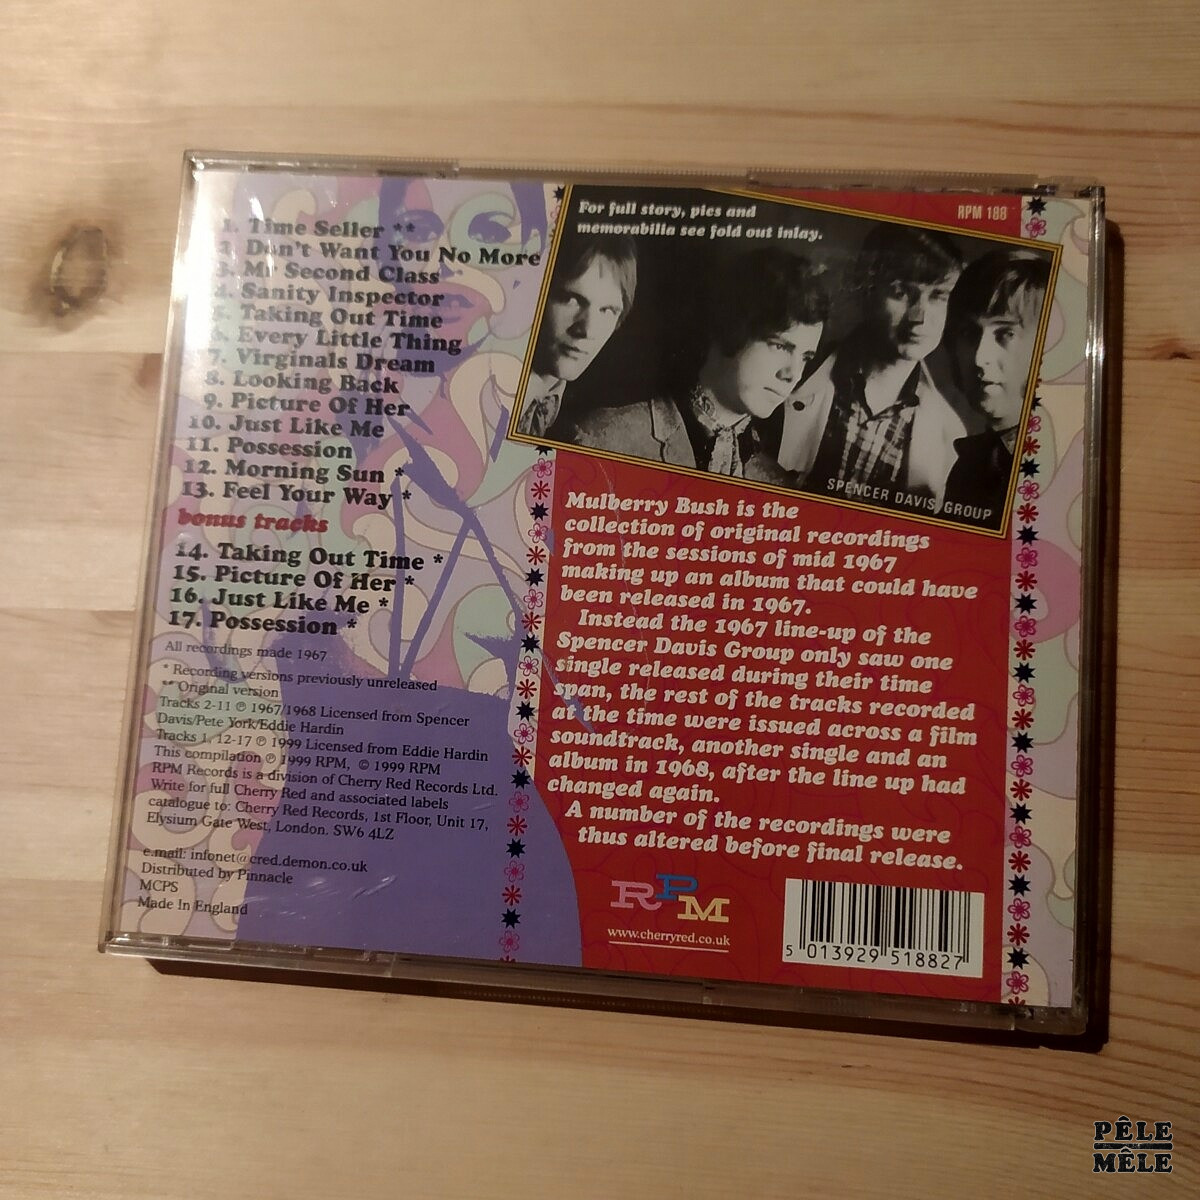 1. Time Seller **
2. Don't Want You No More
3. Mr Second Class
4. Sanity Inspector
5. Taking Out Time
6. Every Little Thing
7. Virginals Dream
8. Looking Back
9. Picture Of Her
10. Just Like Me
11. Possession
12. Morning Sun *
13. Feel Your Way *
bonus tracks
14. Taking Out Time *
15. Picture Of Her *
16. Just Like Me *
17. Possession *
All recordings made 1967
* Recording versions previously unreleased
** Original version
Tracks 2-11 ℗ 1967/1968 Licensed from Spencer
Davis/Pete York/Eddie Hardin
Tracks 1, 12-17 ℗ 1999 Licensed from Eddie Hardin
This compilation ℗ 1999 RPM, © 1999 RPM
RPM Records is a division of Cherry Red Records Ltd.
Write for full Cherry Red and associated labels
catalogue to: Cherry Red Records, 1st Floor, Unit 17,
Elysium Gate West, London. SW6 4LZ
e.mail: infonet@cred.demon.co.uk
Distributed by Pinnacle
MCPS
Made In England
RPM 188
For full story, pics and
memorabilia see fold out inlay.
SPENCER DAVIS GROUP
Mulberry Bush is the
collection of original recordings
from the sessions of mid 1967
making up an album that could have
been released in 1967.
Instead the 1967 line-up of the
Spencer Davis Group only saw one
single released during their time
span, the rest of the tracks recorded
at the time were issued across a film
soundtrack, another single and an
album in 1968, after the line up had
changed again.
A number of the recordings were
thus altered before final release.
RPM
www.cherryred.co.uk
5 013929 518827
PÊLE
MÊLE